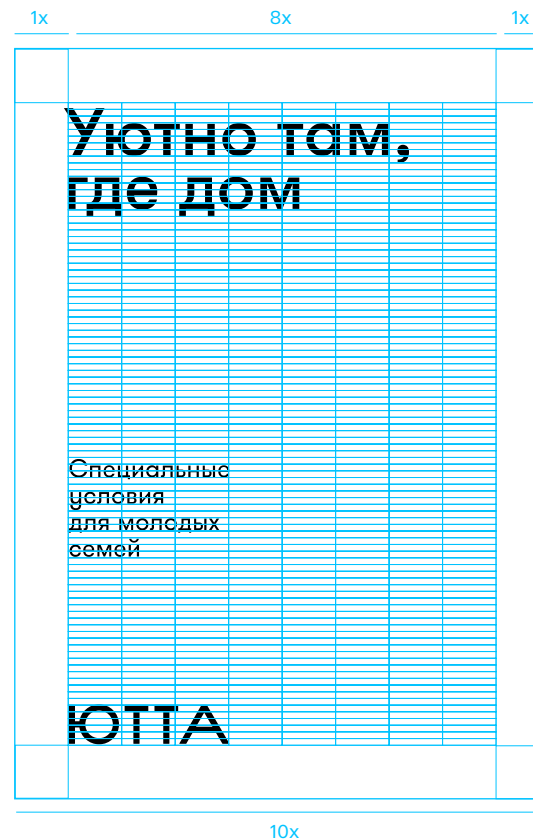 1x 8x 1x
Уютно там,
где дом
Специальные
условия
для молодых
семей
ЮТТА
10x